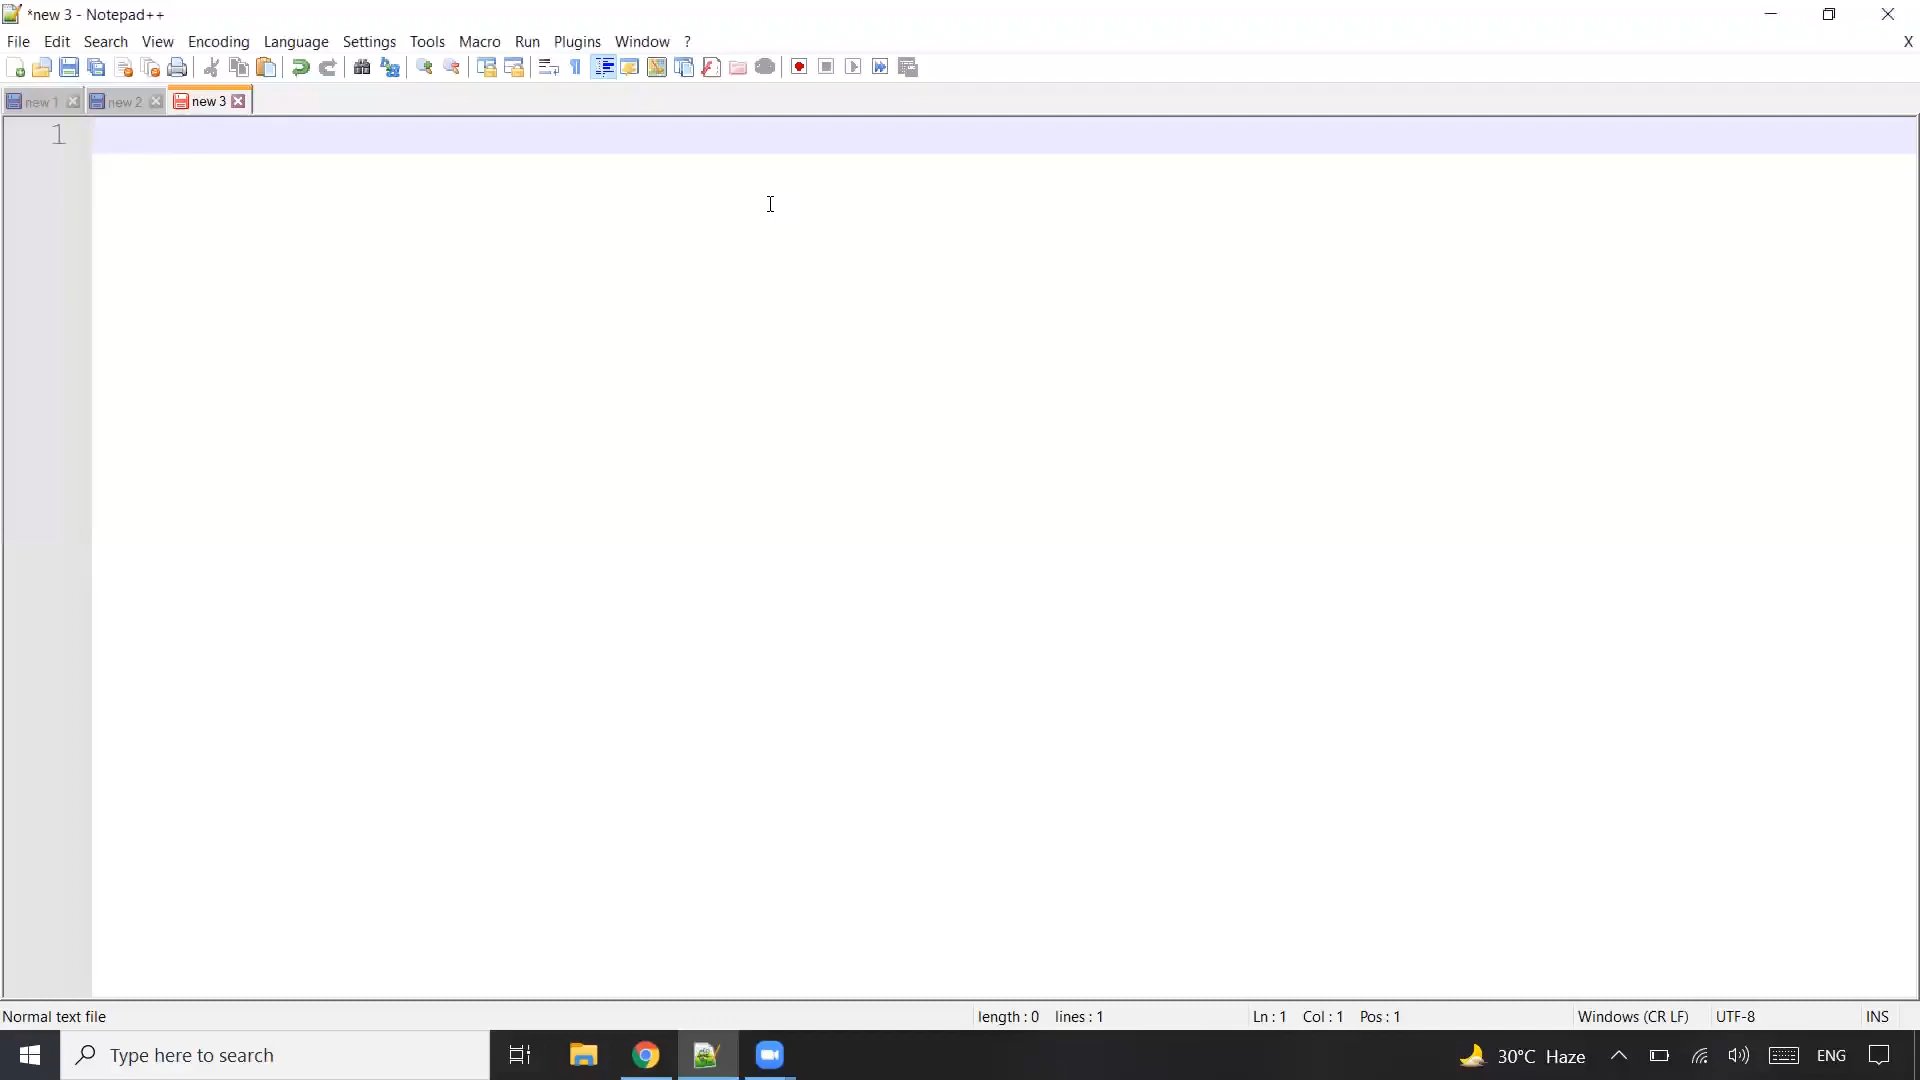 *new 3 - Notepad++
File Edit Search View Encoding Language Settings Tools Macro Run Plugins Window ? X
new 1 new 2 new 3
1
Normal text file length : 0 lines : 1 Ln : 1 Col : 1 Pos : 1 Windows (CR LF) UTF-8 INS
Type here to search 30°C Haze ENG